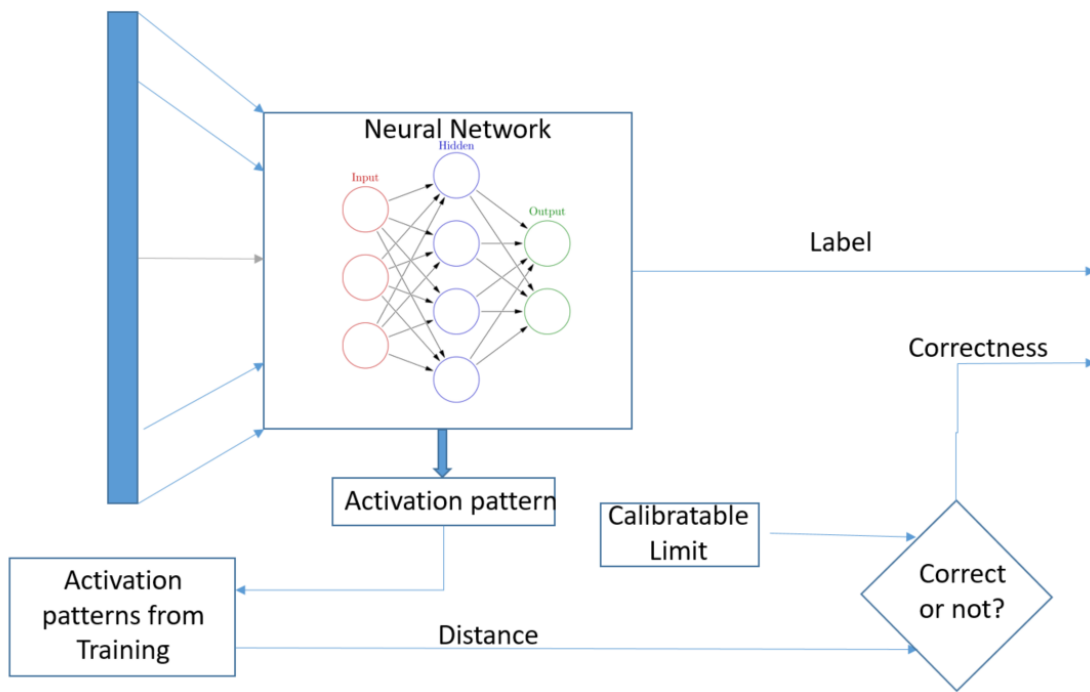 Neural Network
Hidden
Input
Output
Label
Correctness
Activation pattern
Calibratable
Limit
Correct
or not?
Activation
patterns from
Training
Distance